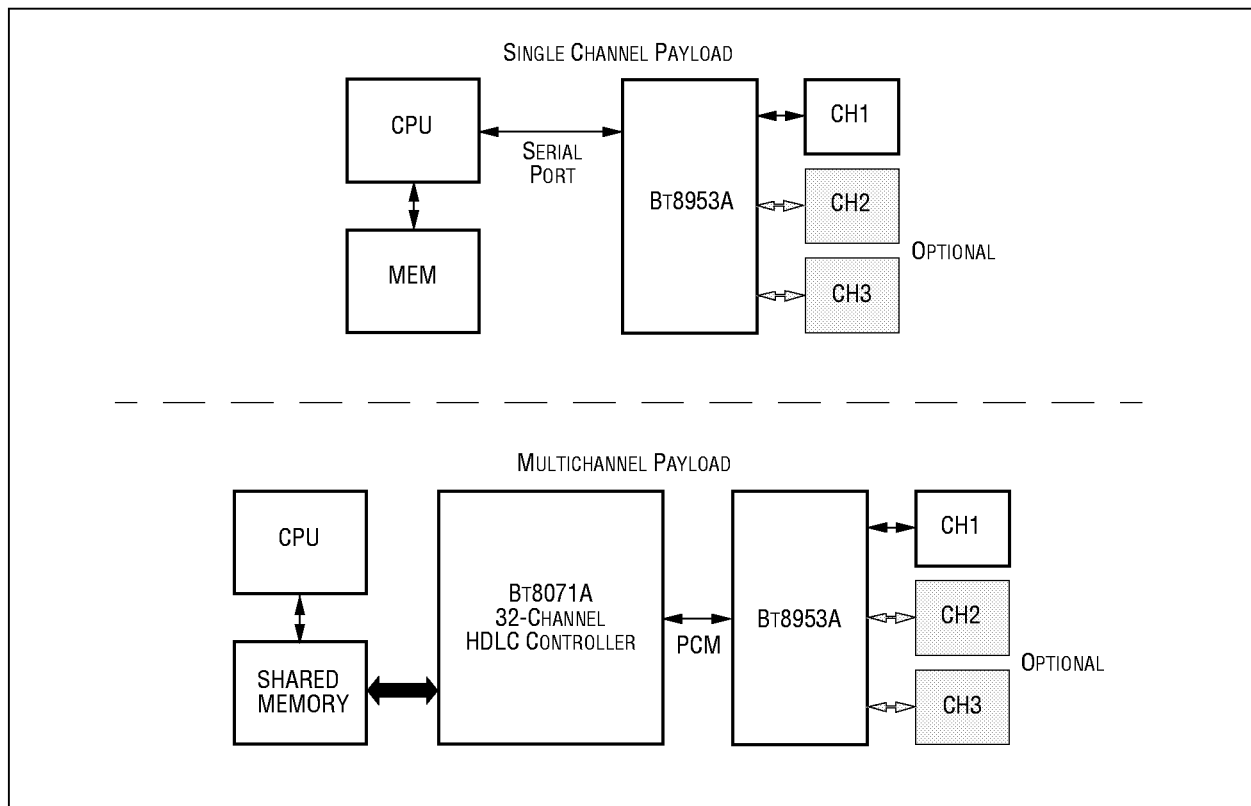 SINGLE CHANNEL PAYLOAD
CPU
SERIAL
PORT
MEM
BT8953A
CH1
CH2
CH3
OPTIONAL
MULTICHANNEL PAYLOAD
CPU
SHARED
MEMORY
BT8071A
32-CHANNEL
HDLC CONTROLLER
PCM
BT8953A
CH1
CH2
CH3
OPTIONAL